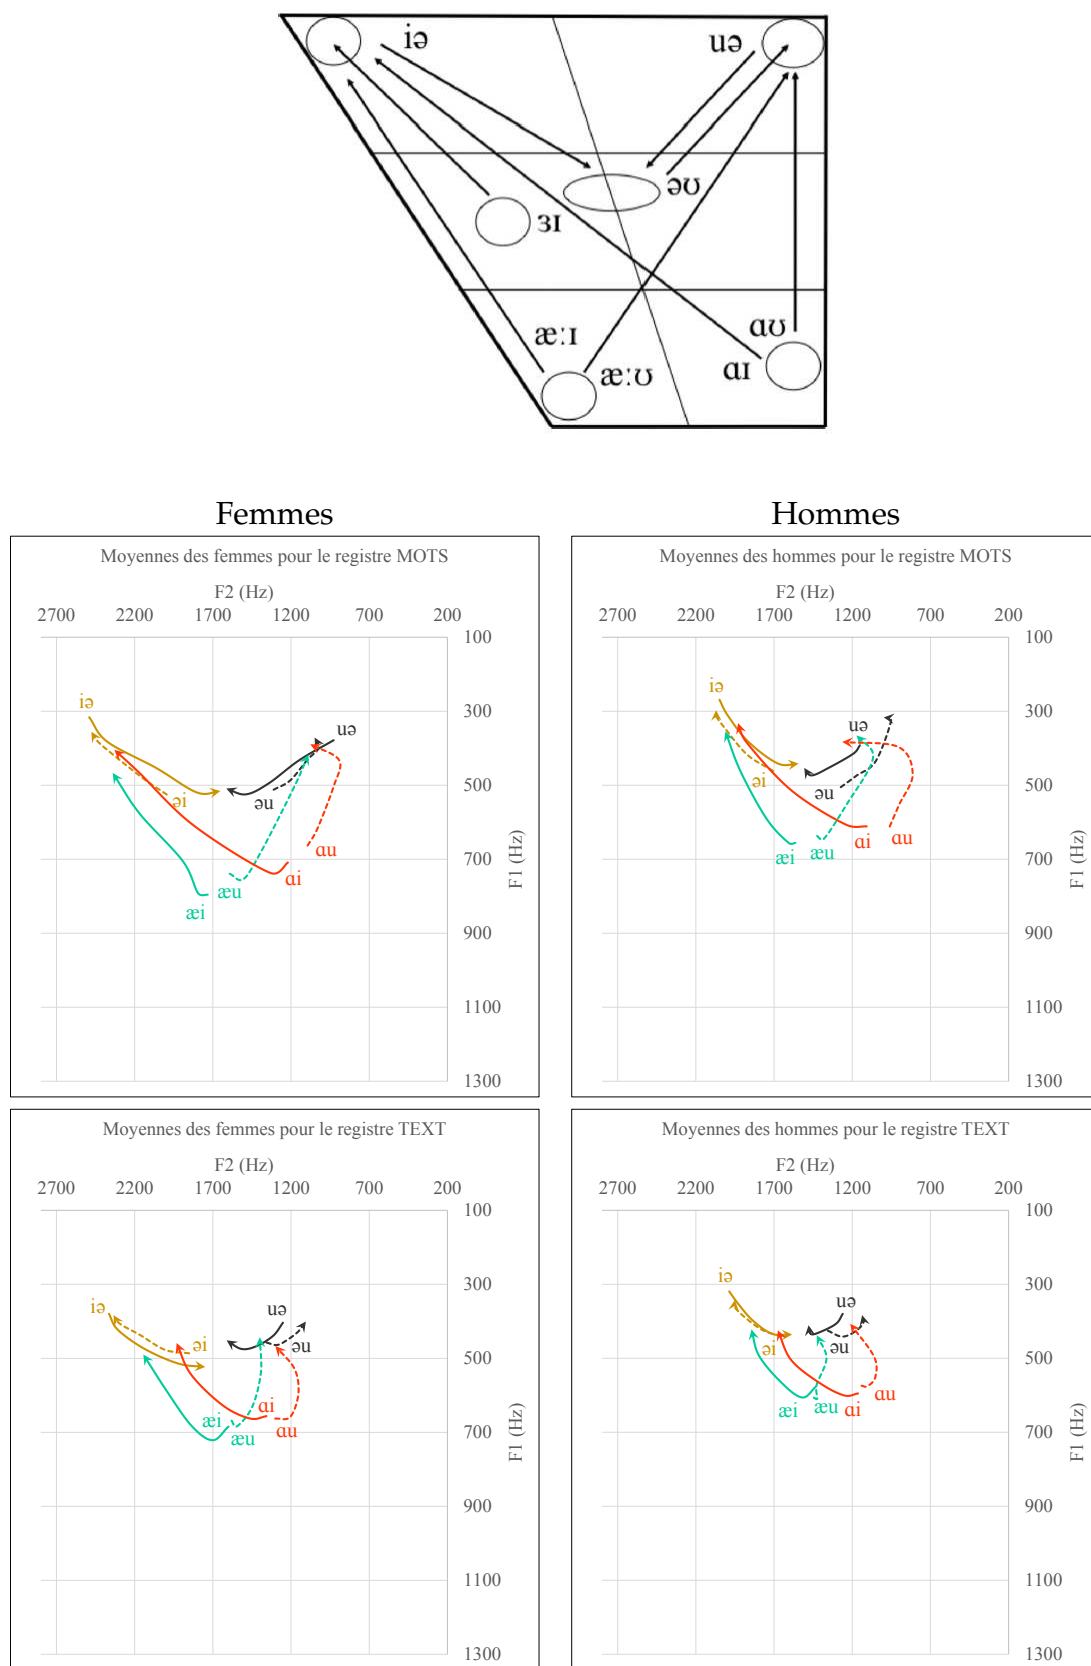 iə uə
əʊ
ɜɪ
ɑʊ
æːɪ
ɑɪ
æːʊ
Femmes Hommes
Moyennes des femmes pour le registre MOTS
F2 (Hz)
2700 2200 1700 1200 700 200
100
300
500
700
900
1100
1300
F1 (Hz)
iə
uə
əi
əu
ɑu
ɑi
æu
æi
Moyennes des hommes pour le registre MOTS
F2 (Hz)
2700 2200 1700 1200 700 200
100
300
500
700
900
1100
1300
F1 (Hz)
iə
uə
əi
əu
æi
æu
ɑi
ɑu
Moyennes des femmes pour le registre TEXT
F2 (Hz)
2700 2200 1700 1200 700 200
100
300
500
700
900
1100
1300
F1 (Hz)
iə
uə
əi
əu
æi
ɑi
æu
ɑu
Moyennes des hommes pour le registre TEXT
F2 (Hz)
2700 2200 1700 1200 700 200
100
300
500
700
900
1100
1300
F1 (Hz)
iə
uə
əi
əu
æi
æu
ɑi
ɑu